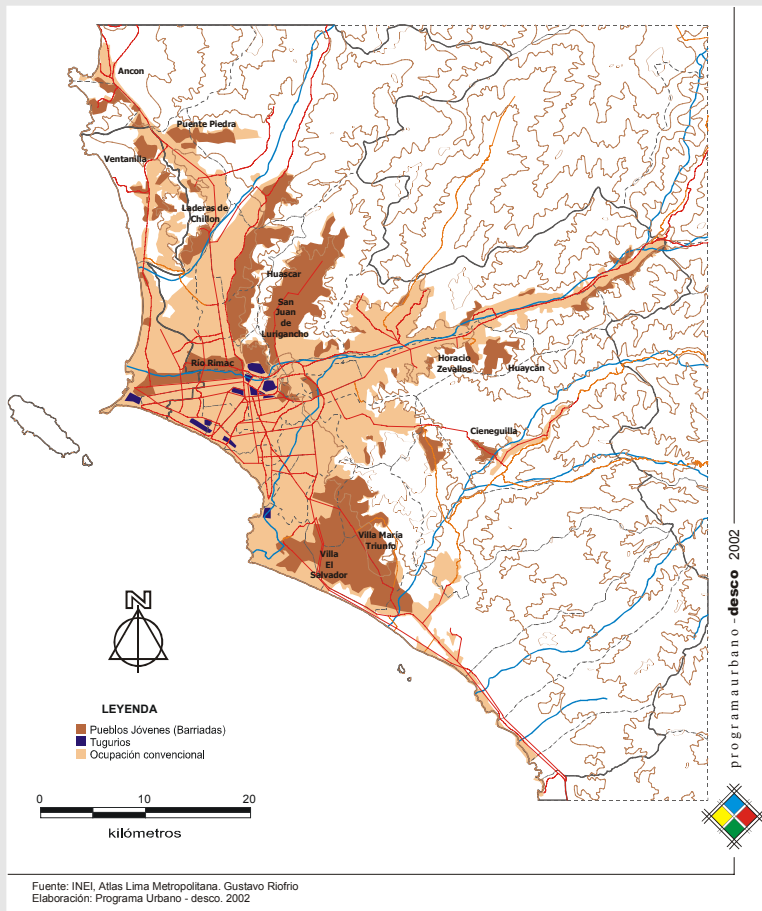 Ancon
Puente Piedra
Ventanilla
Laderas de
Chillon
Huascar
San
Juan
de
Lurigancho
Rio Rimac
Horacio
Zevallos
Huaycán
Cieneguilla
Villa María
Triunfo
Villa
El
Salvador
N
LEYENDA
Pueblos Jóvenes (Barriadas)
Tugurios
Ocupación convencional
0 10 20
kilómetros
programa urbano - desco 2002
Fuente: INEI, Atlas Lima Metropolitana. Gustavo Riofrio
Elaboración: Programa Urbano - desco. 2002